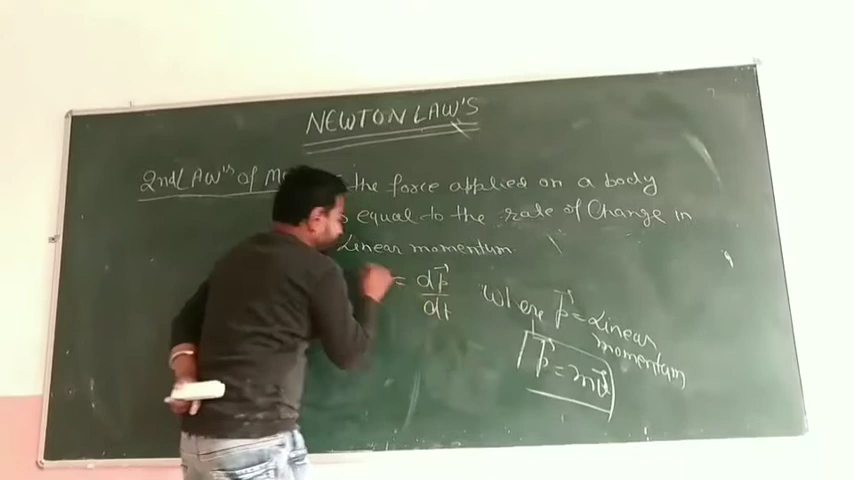 NEWTON LAW'S
2nd LAW's of the force applied on a body
equal to the rate of Change in
Linear momentum.
= dp⃗/dt
Where p⃗ = Linear
momentum
p⃗ = mv⃗